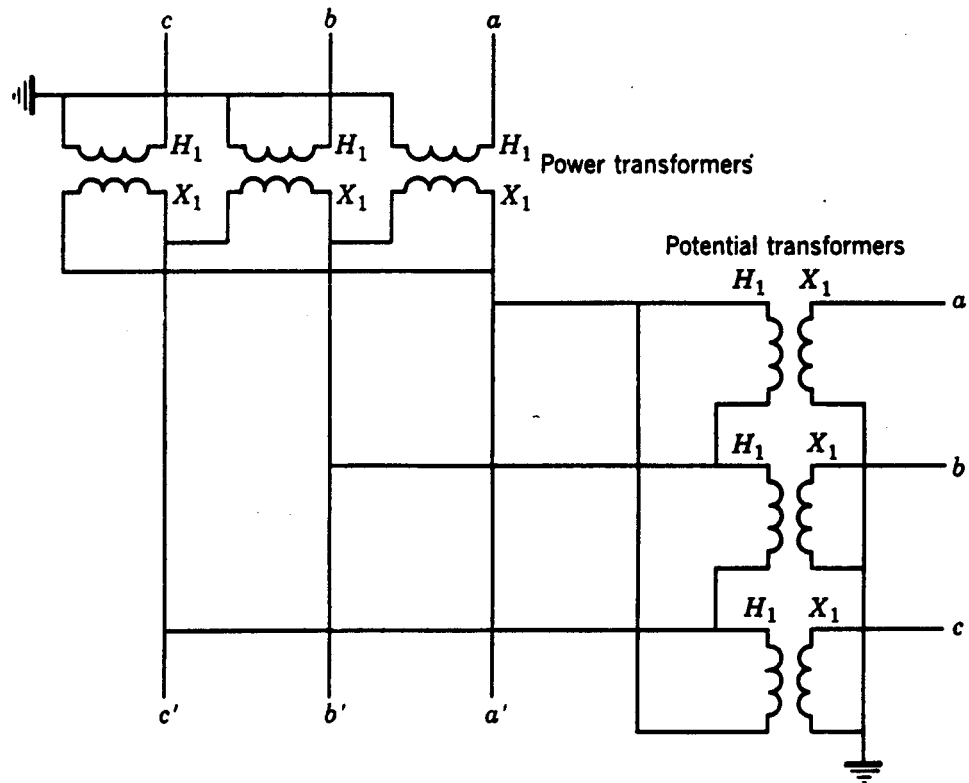 c b a
H₁ H₁ H₁ Power transformers
X₁ X₁ X₁
Potential transformers
H₁ X₁ a
H₁ X₁ b
H₁ X₁ c
c' b' a'